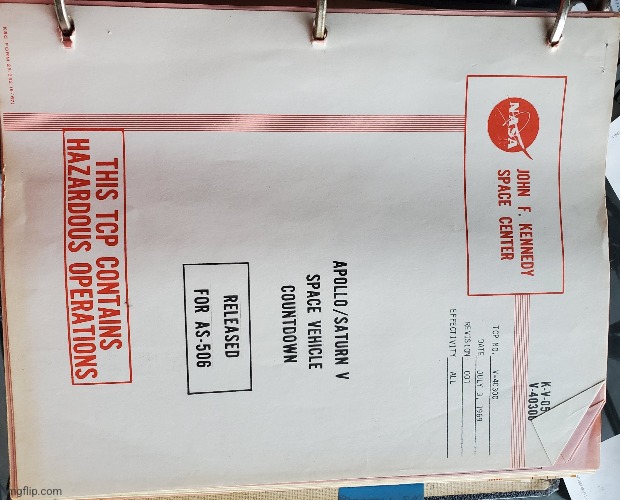 K-V-05
V-40300
NASA
JOHN F. KENNEDY
SPACE CENTER
TCP NO. V-40300
DATE JULY 3, 1969
REVISION 001
EFFECTIVITY ALL
APOLLO/SATURN V
SPACE VEHICLE
COUNTDOWN
RELEASED
FOR AS-506
THIS TCP CONTAINS
HAZARDOUS OPERATIONS
imgflip.com